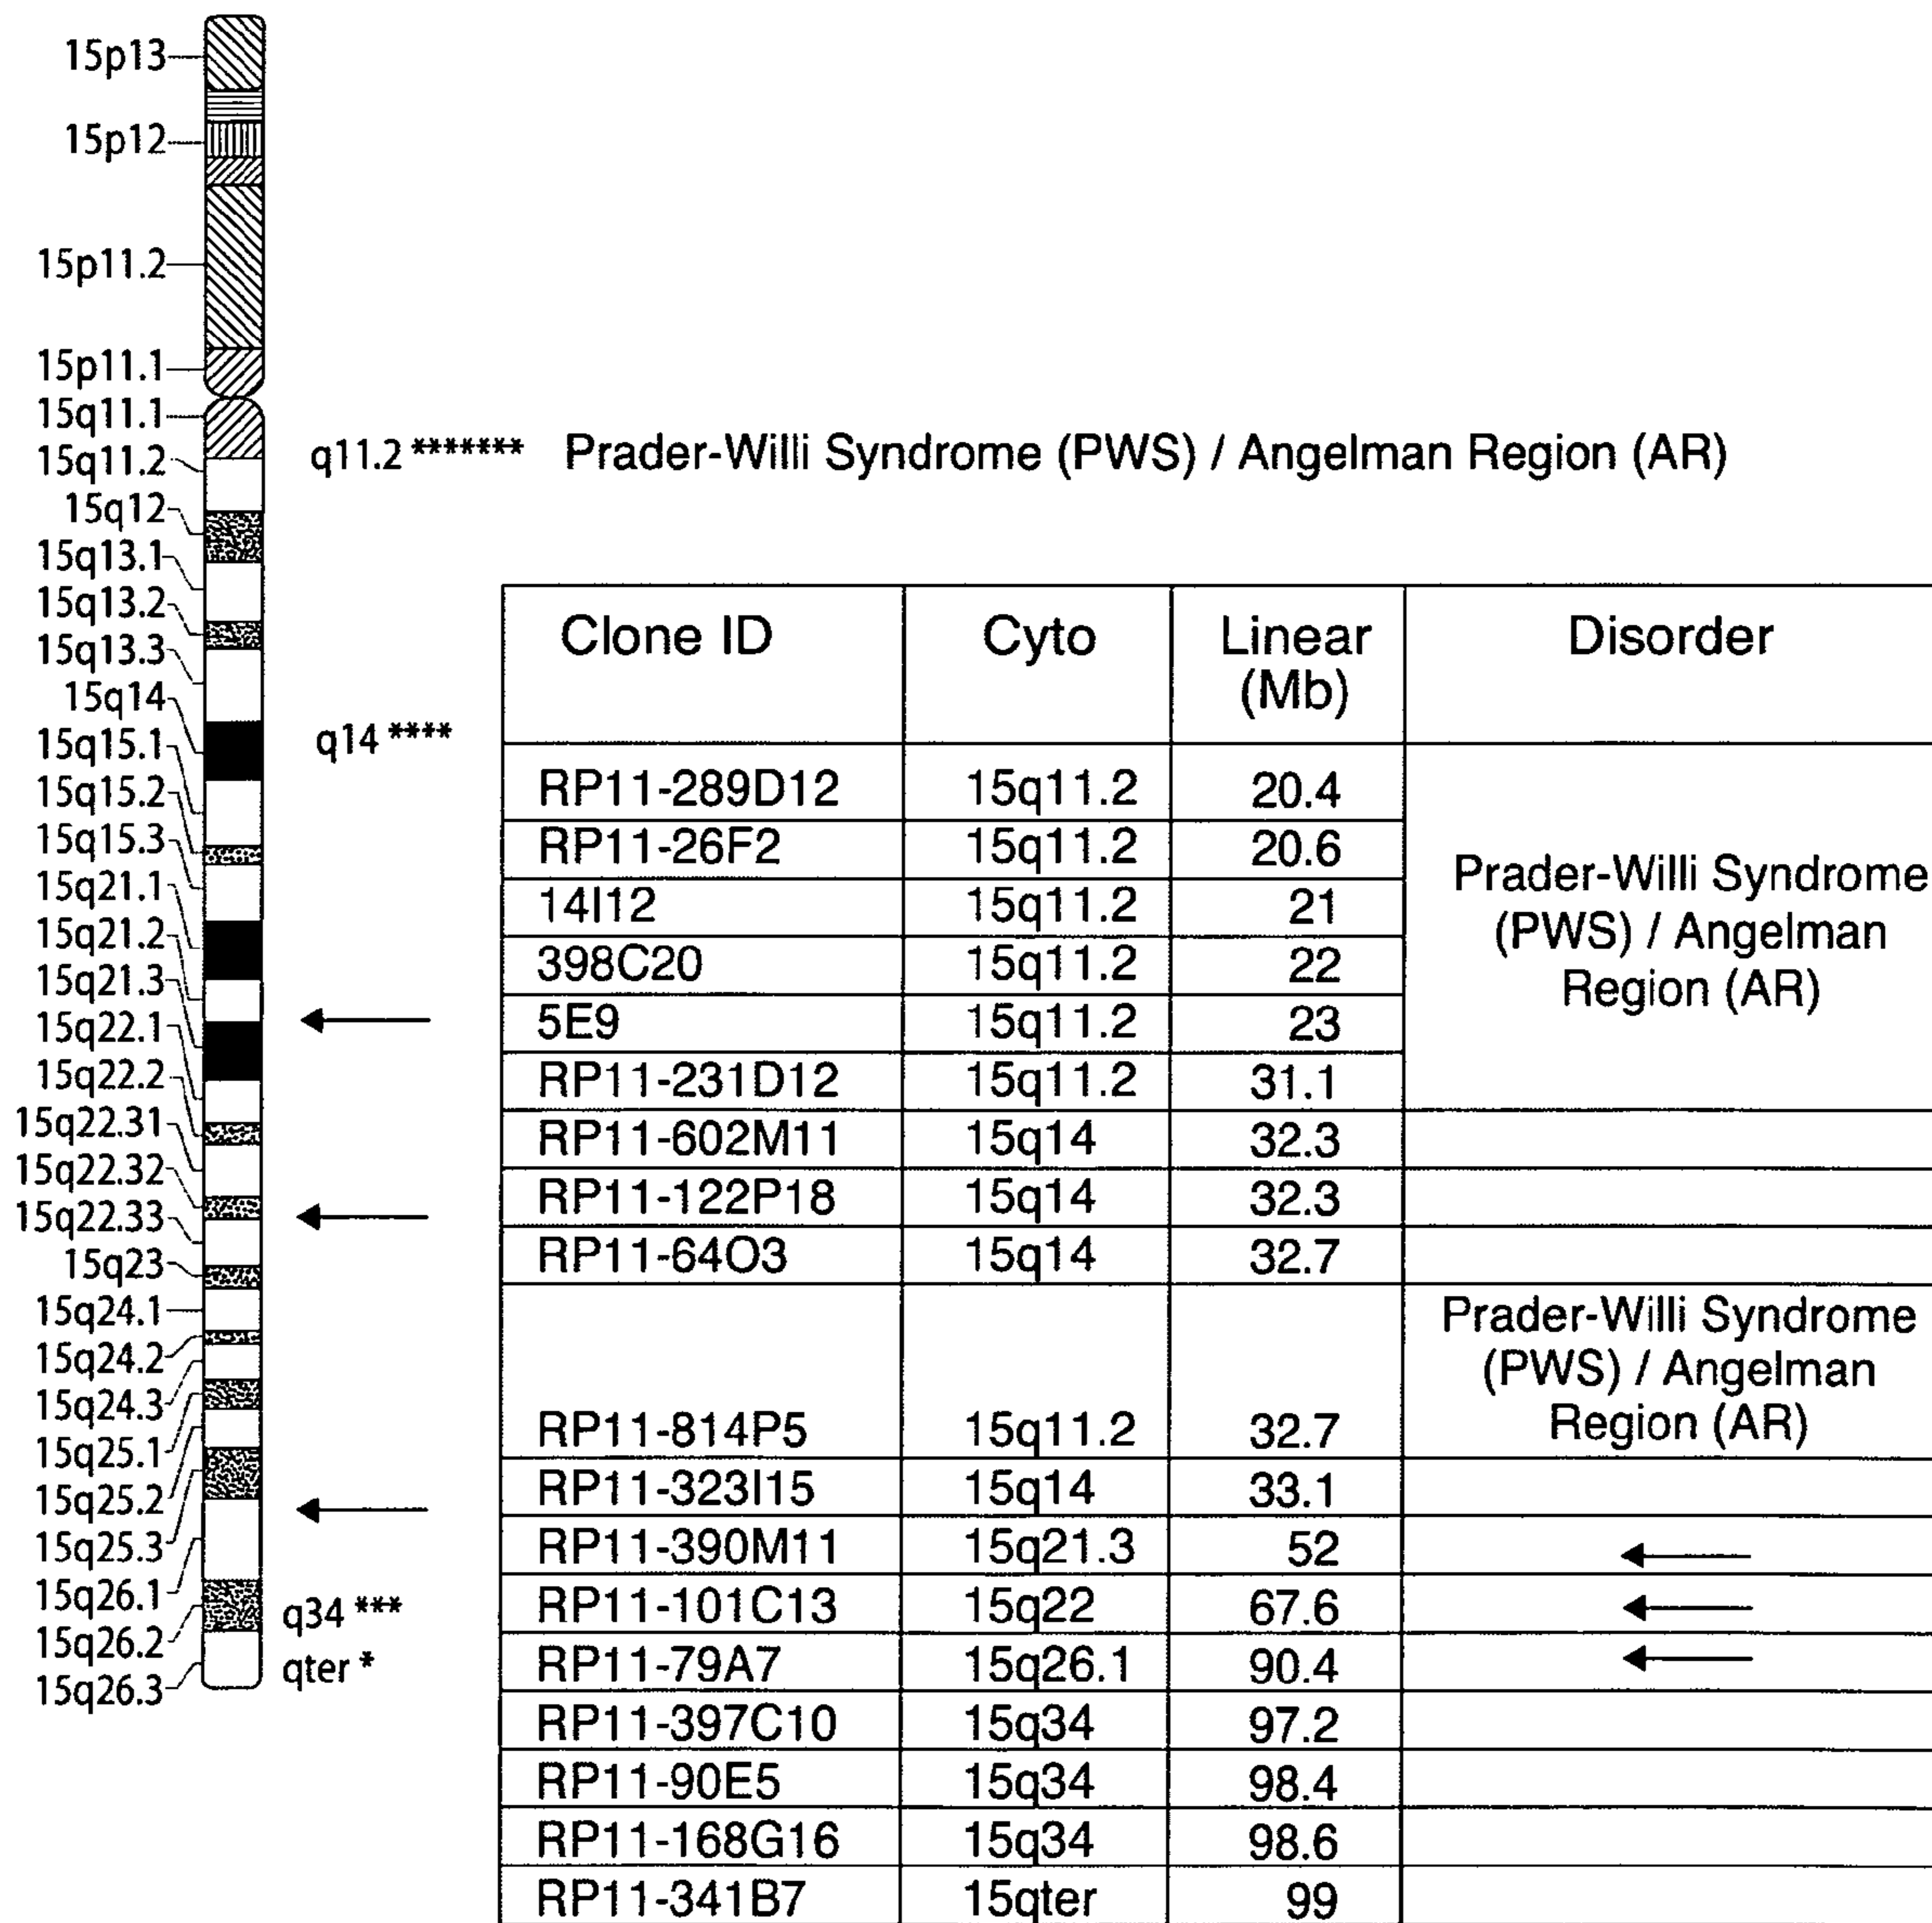 15p13
15p12
15p11.2
15p11.1
15q11.1
15q11.2
15q12
15q13.1
15q13.2
15q13.3
15q14
15q15.1
15q15.2
15q15.3
15q21.1
15q21.2
15q21.3
15q22.1
15q22.2
15q22.31
15q22.32
15q22.33
15q23
15q24.1
15q24.2
15q24.3
15q25.1
15q25.2
15q25.3
15q26.1
15q26.2
15q26.3
q11.2 ******* Prader-Willi Syndrome (PWS) / Angelman Region (AR)
q14 ****
q34 ***
qter *
Clone ID Cyto Linear (Mb) Disorder
RP11-289D12 15q11.2 20.4
RP11-26F2 15q11.2 20.6
14I12 15q11.2 21
398C20 15q11.2 22
5E9 15q11.2 23
RP11-231D12 15q11.2 31.1
Prader-Willi Syndrome
(PWS) / Angelman
Region (AR)
RP11-602M11 15q14 32.3
RP11-122P18 15q14 32.3
RP11-64O3 15q14 32.7
Prader-Willi Syndrome
(PWS) / Angelman
RP11-814P5 15q11.2 32.7 Region (AR)
RP11-323I15 15q14 33.1
RP11-390M11 15q21.3 52
RP11-101C13 15q22 67.6
RP11-79A7 15q26.1 90.4
RP11-397C10 15q34 97.2
RP11-90E5 15q34 98.4
RP11-168G16 15q34 98.6
RP11-341B7 15qter 99